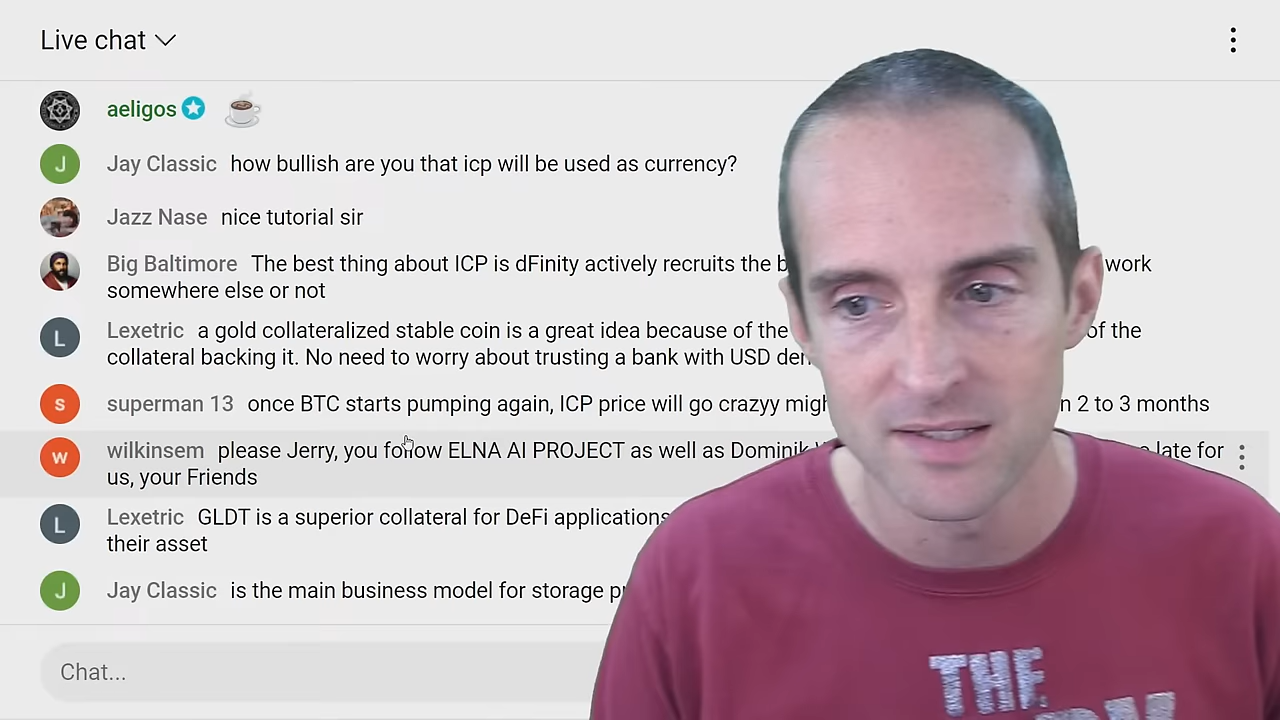 Live chat
aeligos
J Jay Classic how bullish are you that icp will be used as currency?
Jazz Nase nice tutorial sir
Big Baltimore The best thing about ICP is dFinity actively recruits the work
somewhere else or not
L Lexetric a gold collateralized stable coin is a great idea because of the of the
collateral backing it. No need to worry about trusting a bank with USD
s superman 13 once BTC starts pumping again, ICP price will go crazyy 2 to 3 months
w wilkinsem please Jerry, you follow ELNA AI PROJECT as well as Dominik late for
us, your Friends
L Lexetric GLDT is a superior collateral for DeFi applications
their asset
J Jay Classic is the main business model for storage
Chat...
THE